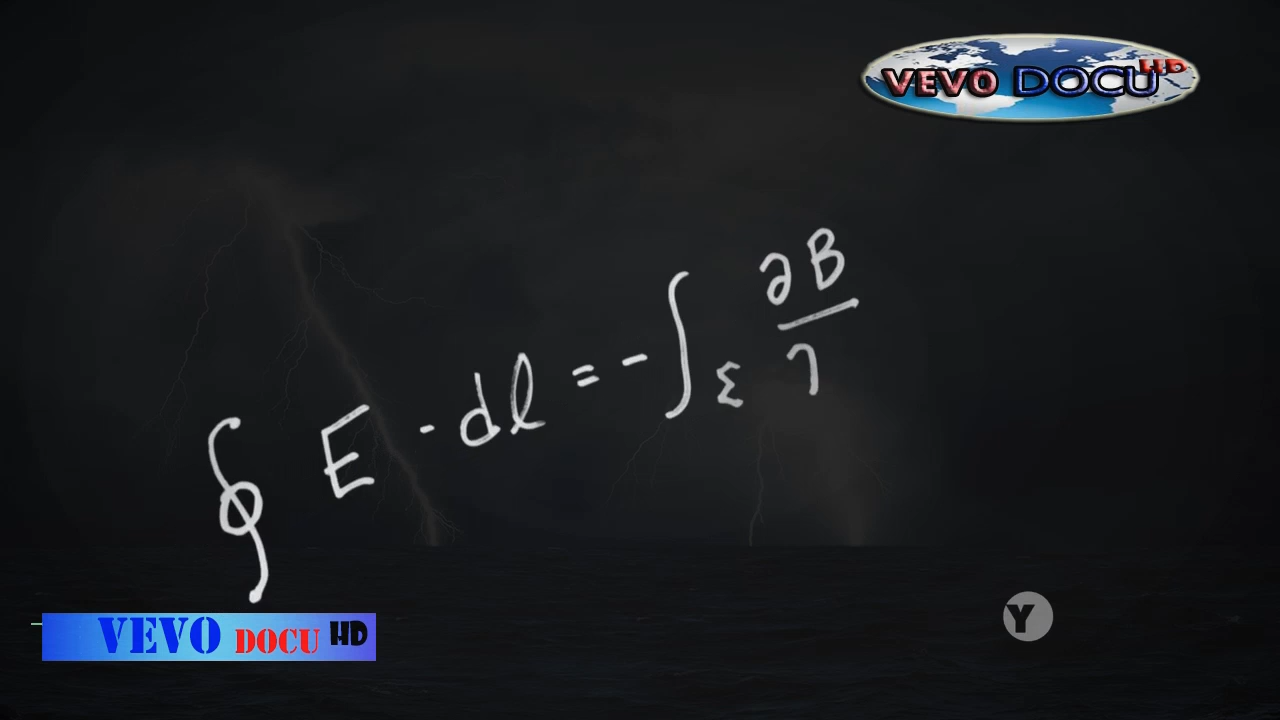 VEVO DOCU HD
∮ E · dl = - ∫Σ ∂B/
VEVO DOCU HD
Y